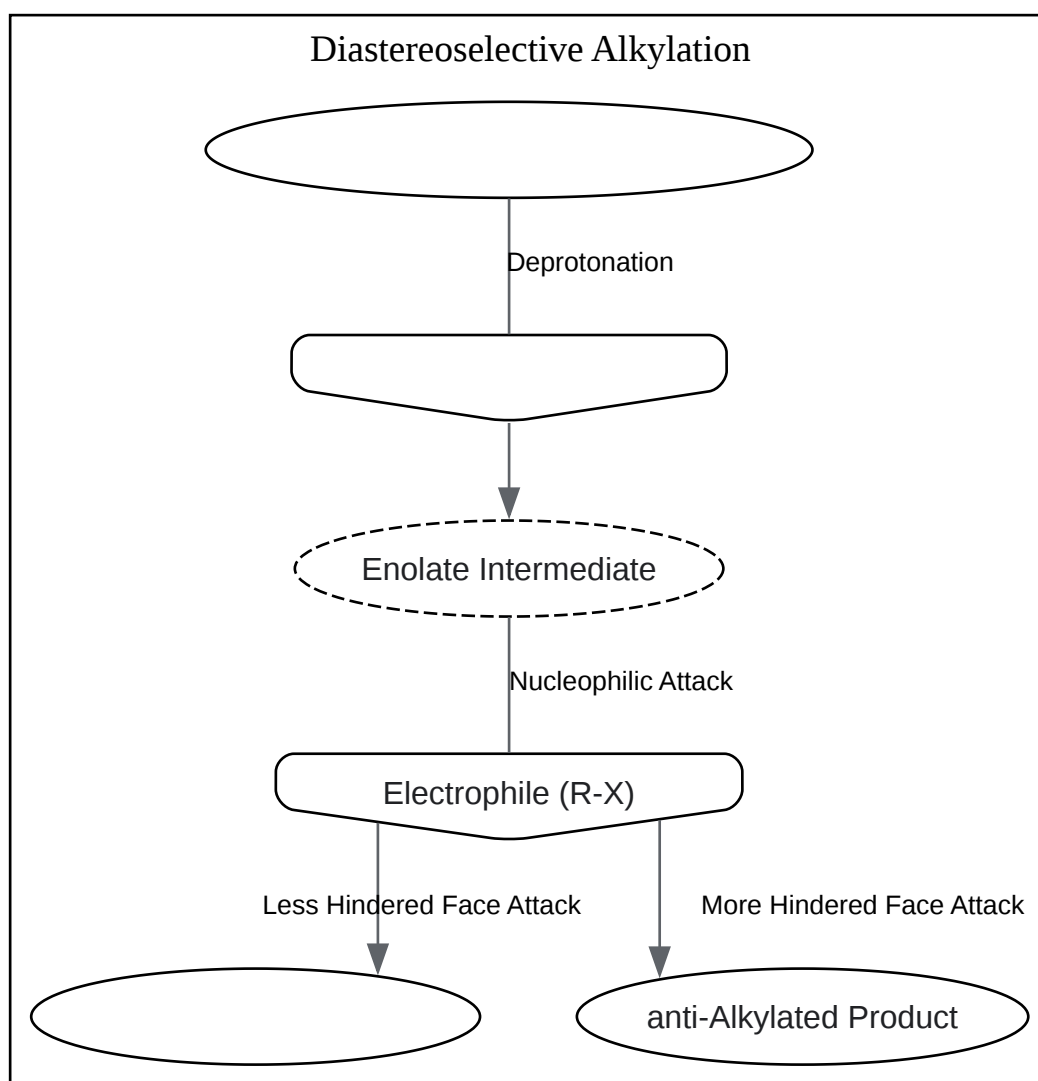 Diastereoselective Alkylation
Deprotonation
Enolate Intermediate
Nucleophilic Attack
Electrophile (R-X)
Less Hindered Face Attack
More Hindered Face Attack
anti-Alkylated Product